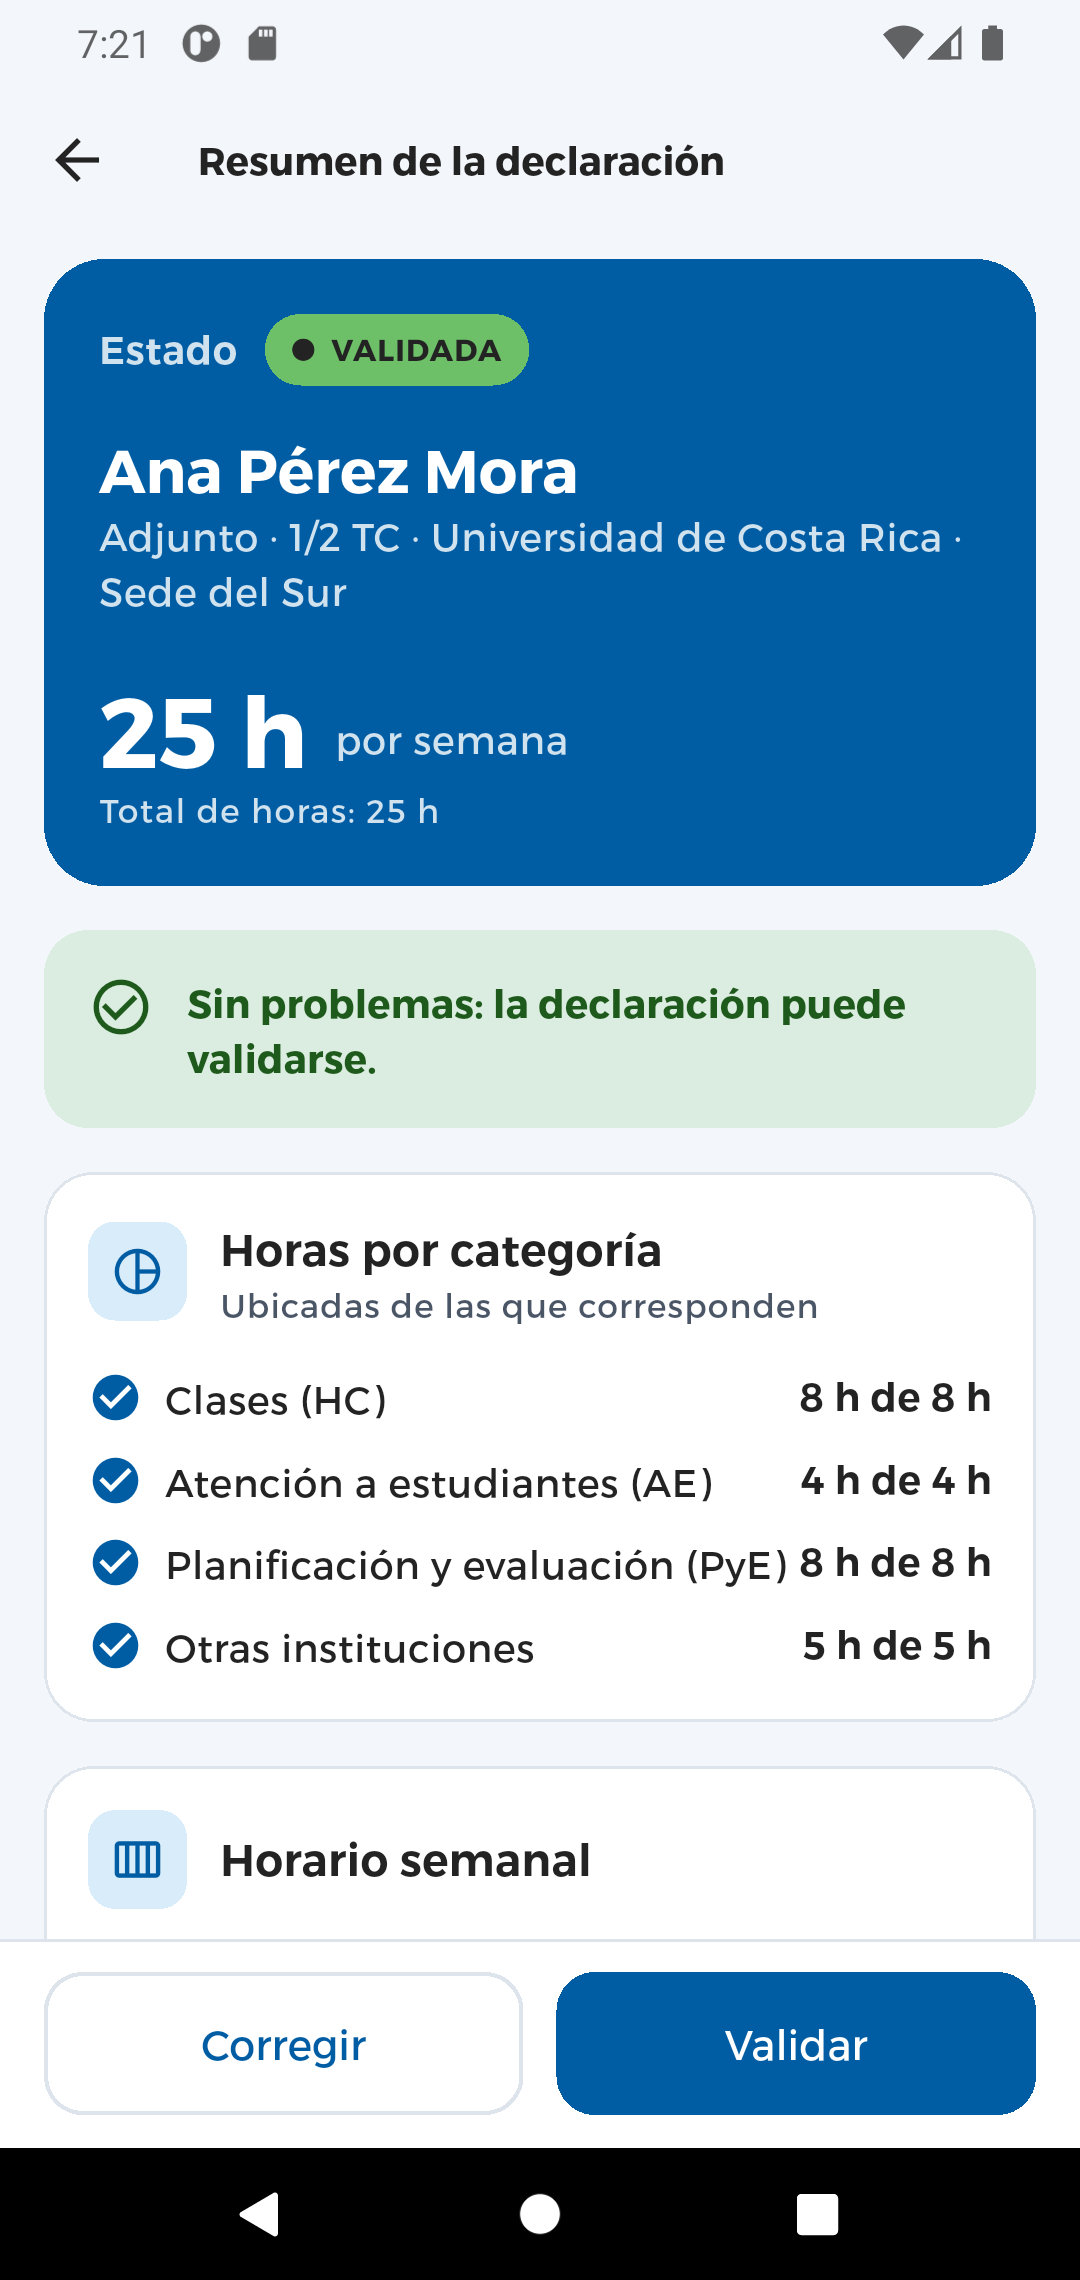 7:21
Resumen de la declaración
Estado
VALIDADA
Ana Pérez Mora
Adjunto · 1/2 TC · Universidad de Costa Rica ·
Sede del Sur
25 h por semana
Total de horas: 25 h
Sin problemas: la declaración puede
validarse.
Horas por categoría
Ubicadas de las que corresponden
Clases (HC) 8 h de 8 h
Atención a estudiantes (AE) 4 h de 4 h
Planificación y evaluación (PyE) 8 h de 8 h
Otras instituciones 5 h de 5 h
Horario semanal
Corregir
Validar